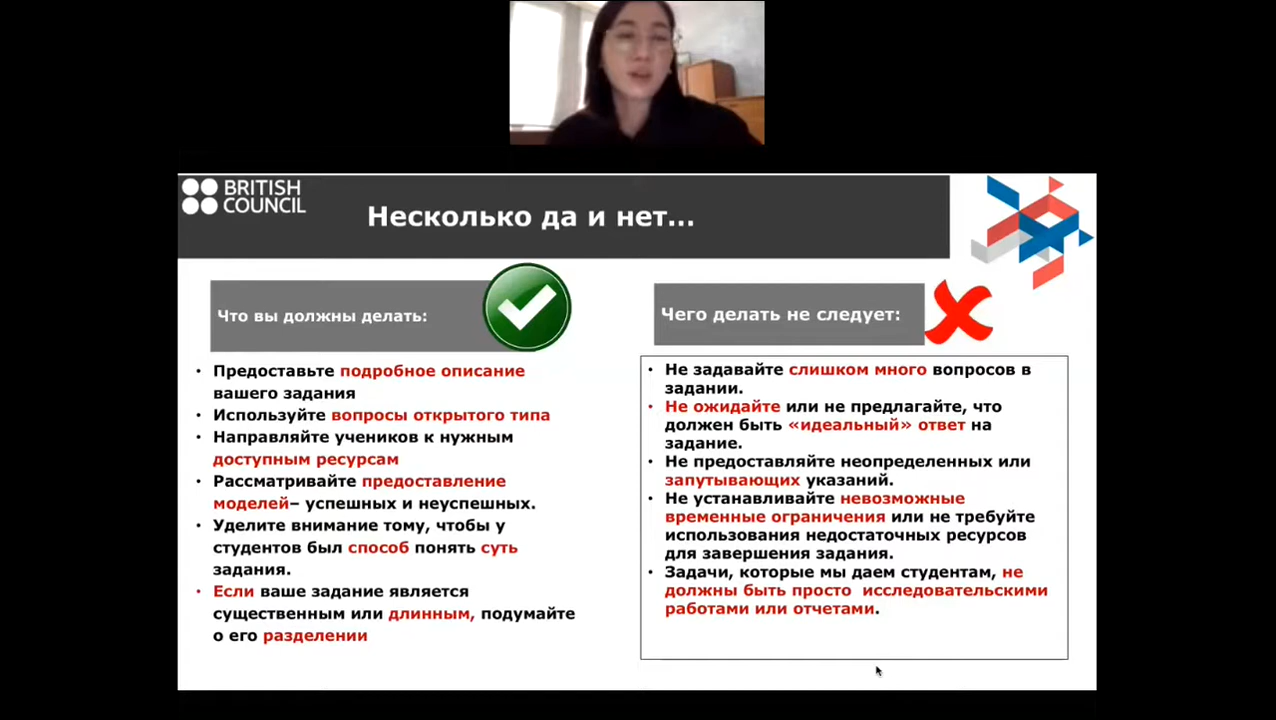 BRITISH
COUNCIL
Несколько да и нет...
Что вы должны делать:
Предоставьте подробное описание
вашего задания
Используйте вопросы открытого типа
Направляйте учеников к нужным
доступным ресурсам
Рассматривайте предоставление
моделей– успешных и неуспешных.
Уделите внимание тому, чтобы у
студентов был способ понять суть
задания.
Если ваше задание является
существенным или длинным, подумайте
о его разделении
Чего делать не следует:
Не задавайте слишком много вопросов в
задании.
Не ожидайте или не предлагайте, что
должен быть «идеальный» ответ на
задание.
Не предоставляйте неопределенных или
запутывающих указаний.
Не устанавливайте невозможные
временные ограничения или не требуйте
использования недостаточных ресурсов
для завершения задания.
Задачи, которые мы даем студентам, не
должны быть просто исследовательскими
работами или отчетами.